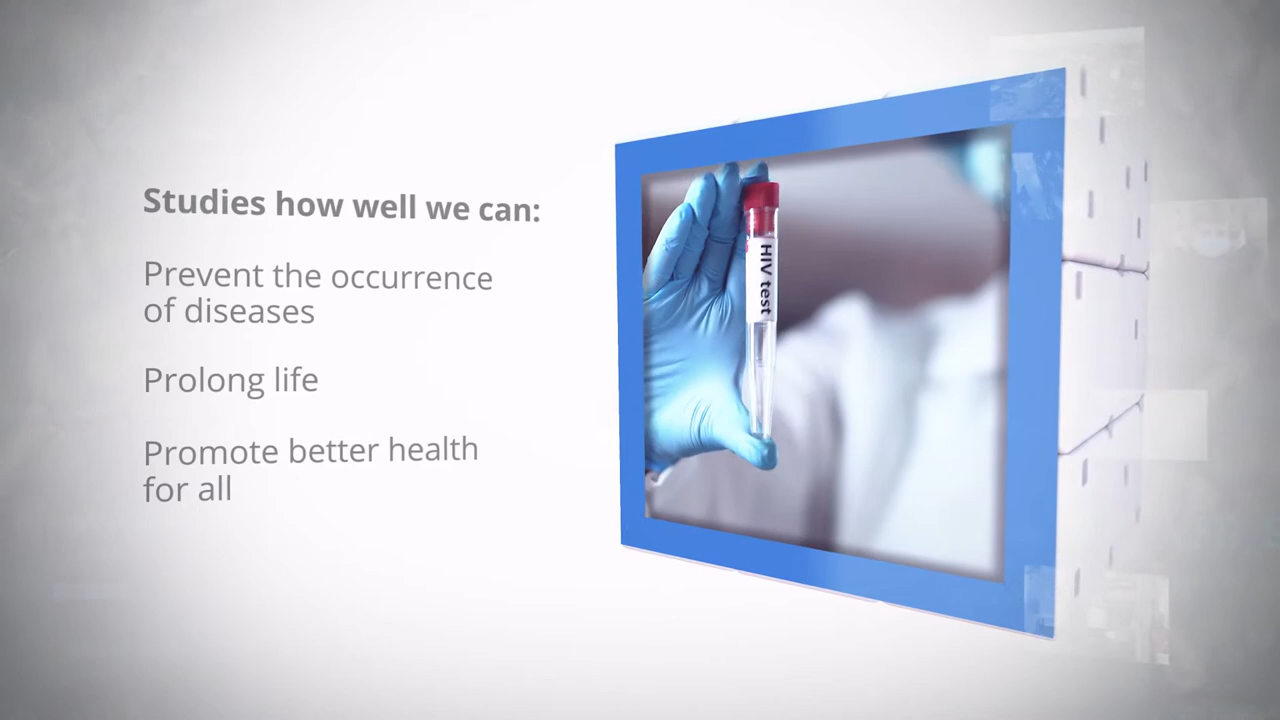 Studies how well we can:
Prevent the occurrence
of diseases
Prolong life
Promote better health
for all
HIV test